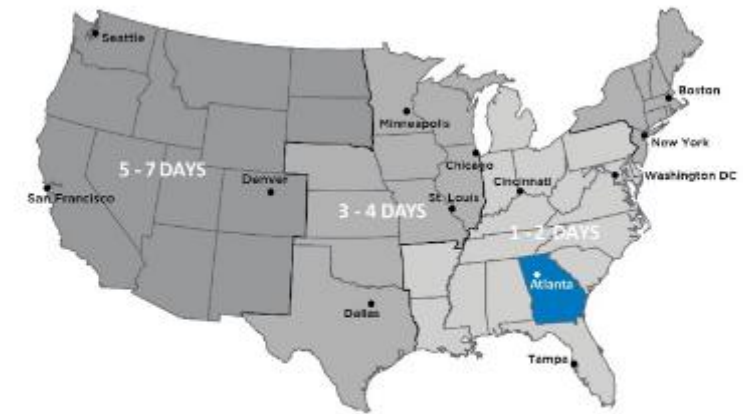 Seattle
Boston
Minneapolis
New York
Chicago
5 - 7 DAYS
Denver
Cincinnati
Washington DC
San Francisco
St. Louis
3 - 4 DAYS
1 - 2 DAYS
Atlanta
Dallas
Tampa